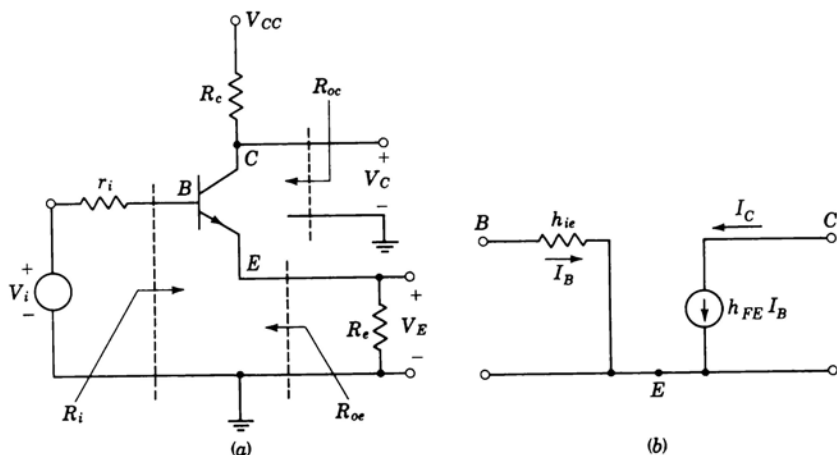 V_CC
R_c
R_oc
C
+
V_C
−
r_i
B
E
+
V_i
−
+
R_e
V_E
−
R_i
R_oe
(a)
B
h_ie
I_B
I_C
C
h_FE I_B
E
(b)